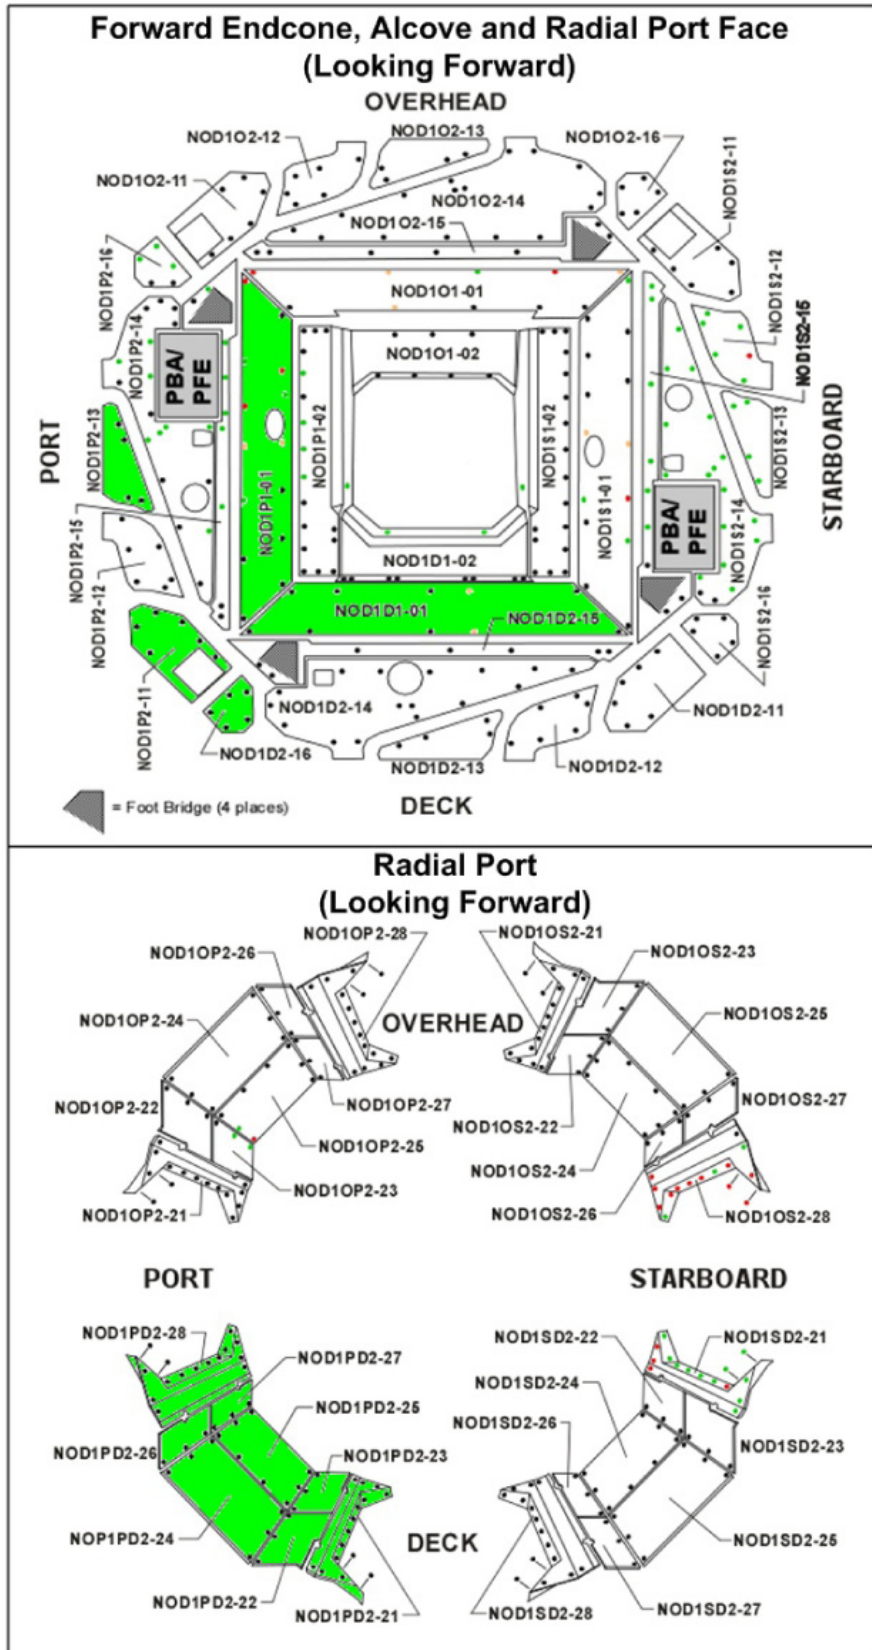 Forward Endcone, Alcove and Radial Port Face
(Looking Forward)
OVERHEAD
NOD1O2-12
NOD1O2-13
NOD1O2-16
NOD1O2-11
NOD1S2-11
NOD1O2-14
NOD1O2-15
NOD1P2-16
NOD1S2-12
NOD1O1-01
NOD1P2-14
NOD1S2-15
PBA/
PFE
NOD1O1-02
PORT
NOD1P2-13
NOD1P1-02
NOD1S1-02
NOD1S2-13
STARBOARD
NOD1P1-01
NOD1S1-01
NOD1P2-15
PBA/
PFE
NOD1S2-14
NOD1P2-12
NOD1D1-02
NOD1D1-01
NOD1D2-15
NOD1S2-16
NOD1P2-11
NOD1D2-14
NOD1D2-11
NOD1D2-16
NOD1D2-13
NOD1D2-12
= Foot Bridge (4 places)
DECK
Radial Port
(Looking Forward)
NOD1OP2-28
NOD1OS2-21
NOD1OP2-26
NOD1OS2-23
NOD1OP2-24
OVERHEAD
NOD1OS2-25
NOD1OP2-22
NOD1OP2-27
NOD1OS2-27
NOD1OS2-22
NOD1OP2-25
NOD1OS2-24
NOD1OP2-23
NOD1OP2-21
NOD1OS2-26
NOD1OS2-28
PORT
STARBOARD
NOD1PD2-28
NOD1SD2-22
NOD1SD2-21
NOD1PD2-27
NOD1SD2-24
NOD1PD2-25
NOD1SD2-26
NOD1PD2-26
NOD1PD2-23
NOD1SD2-23
NOP1PD2-24
DECK
NOD1SD2-25
NOD1PD2-22
NOD1PD2-21
NOD1SD2-28
NOD1SD2-27